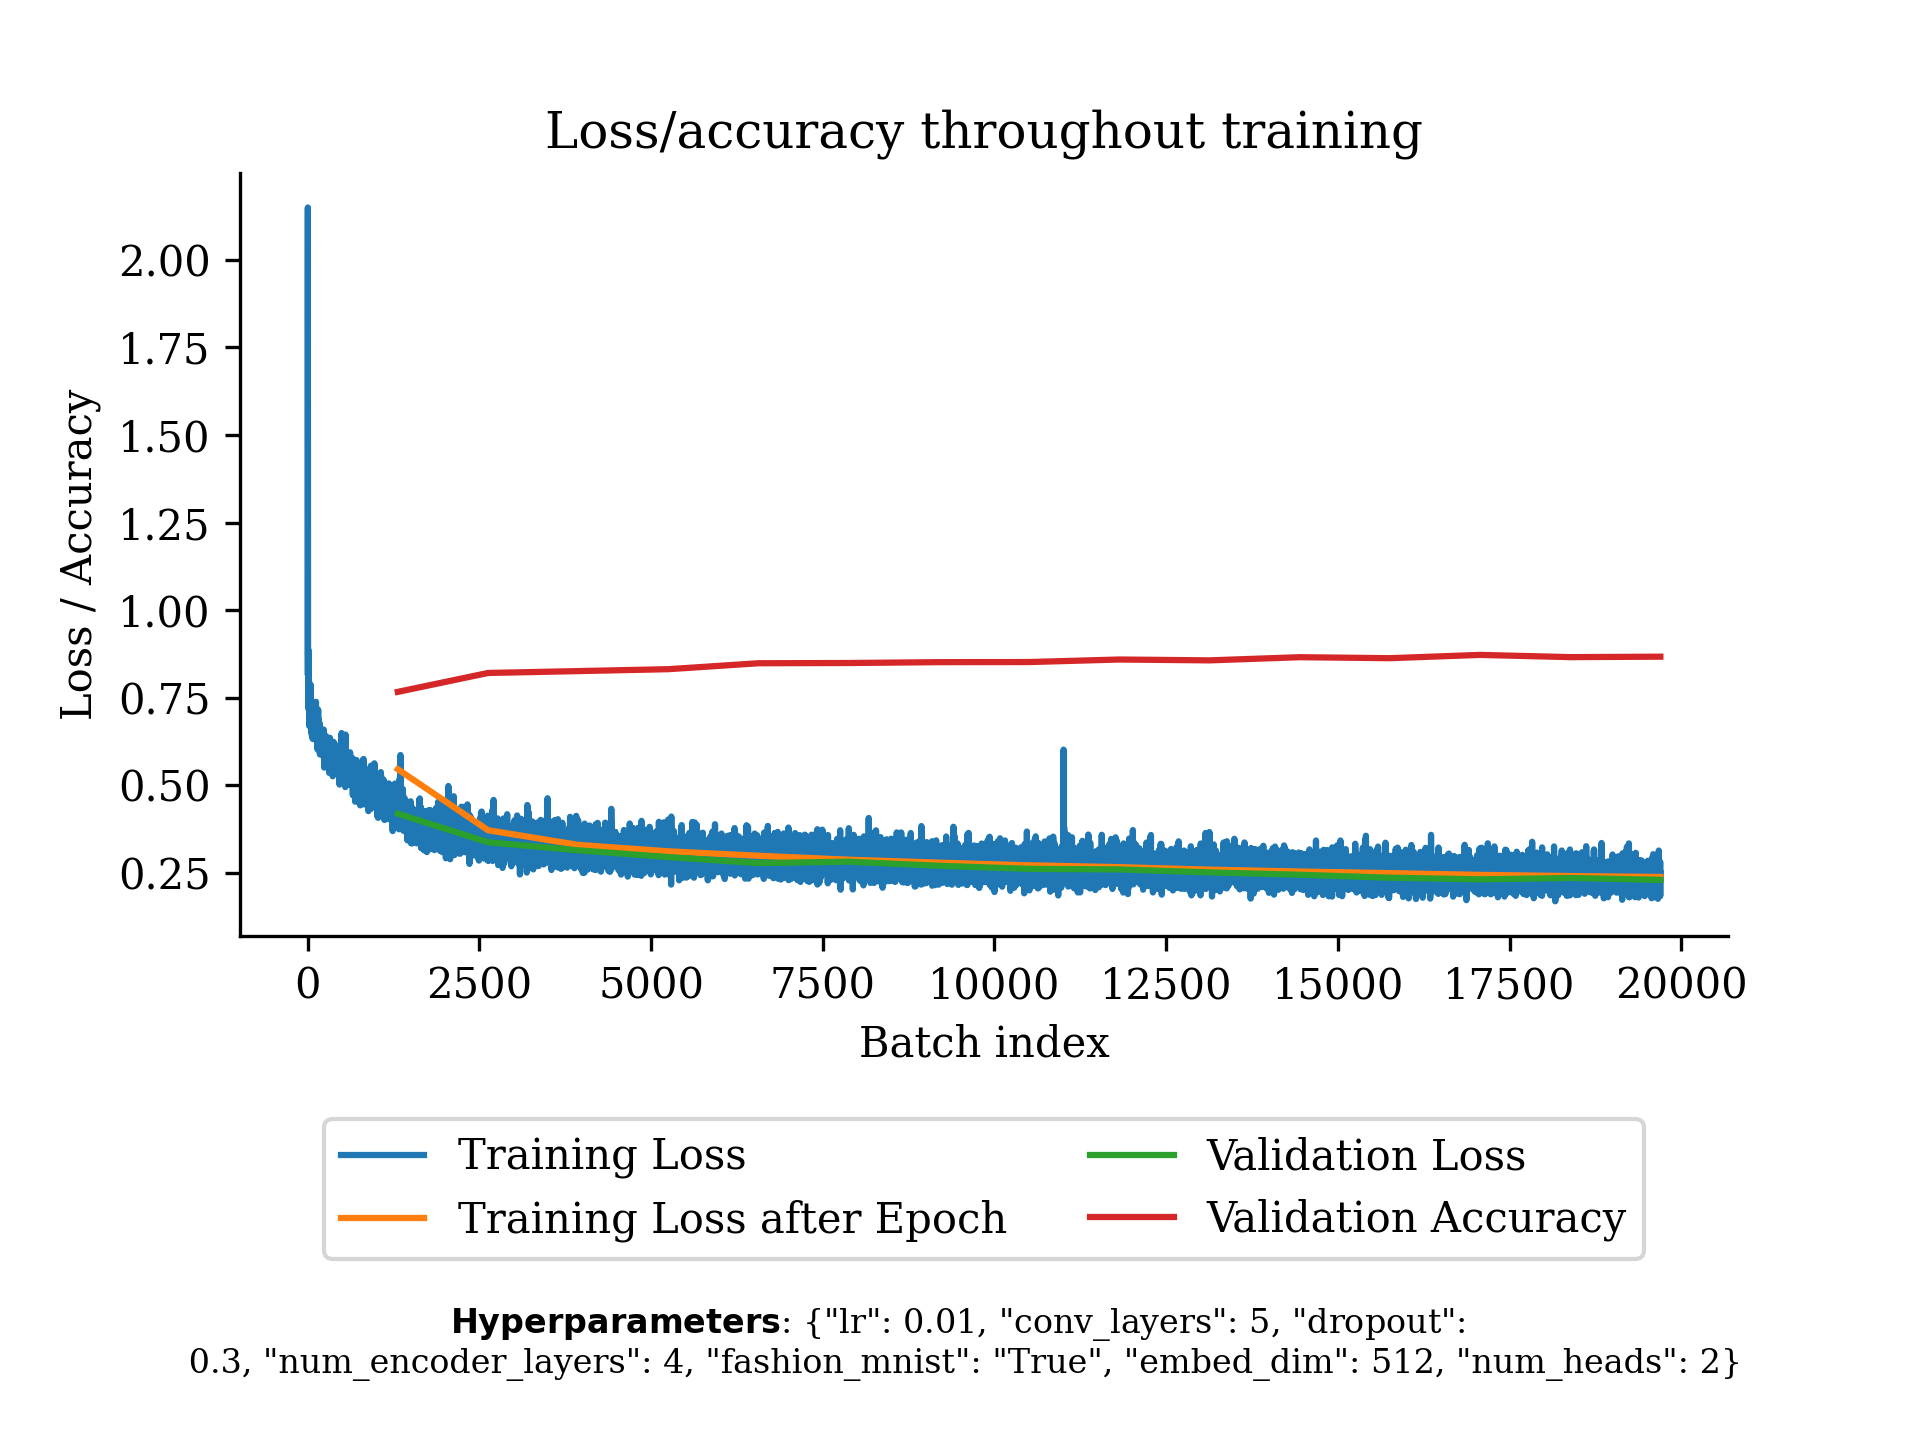 Loss/accuracy throughout training
Loss / Accuracy
2.00
1.75
1.50
1.25
1.00
0.75
0.50
0.25
0 2500 5000 7500 10000 12500 15000 17500 20000
Batch index
Training Loss Validation Loss
Training Loss after Epoch Validation Accuracy
Hyperparameters: {"lr": 0.01, "conv_layers": 5, "dropout":
0.3, "num_encoder_layers": 4, "fashion_mnist": "True", "embed_dim": 512, "num_heads": 2}